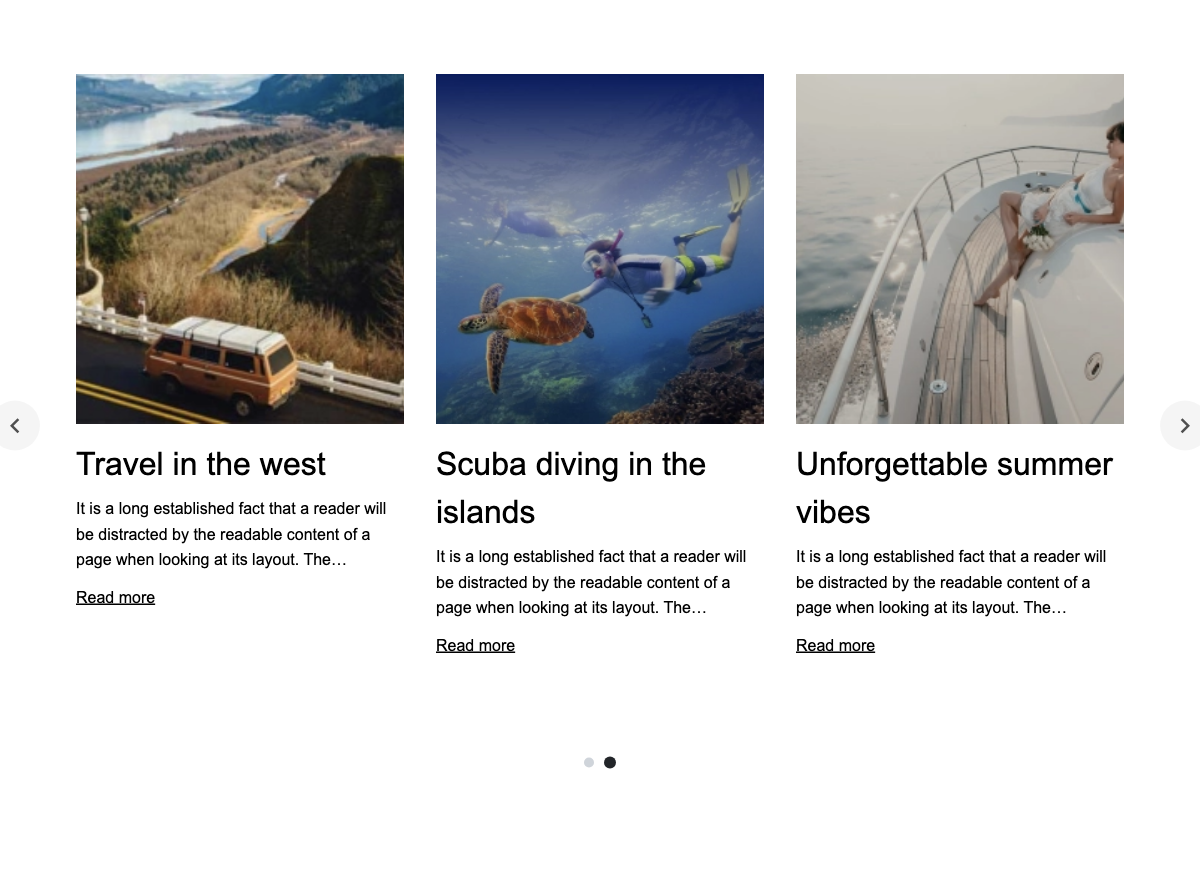 Travel in the west
It is a long established fact that a reader will
be distracted by the readable content of a
page when looking at its layout. The…
Read more
Scuba diving in the
islands
It is a long established fact that a reader will
be distracted by the readable content of a
page when looking at its layout. The…
Read more
Unforgettable summer
vibes
It is a long established fact that a reader will
be distracted by the readable content of a
page when looking at its layout. The…
Read more